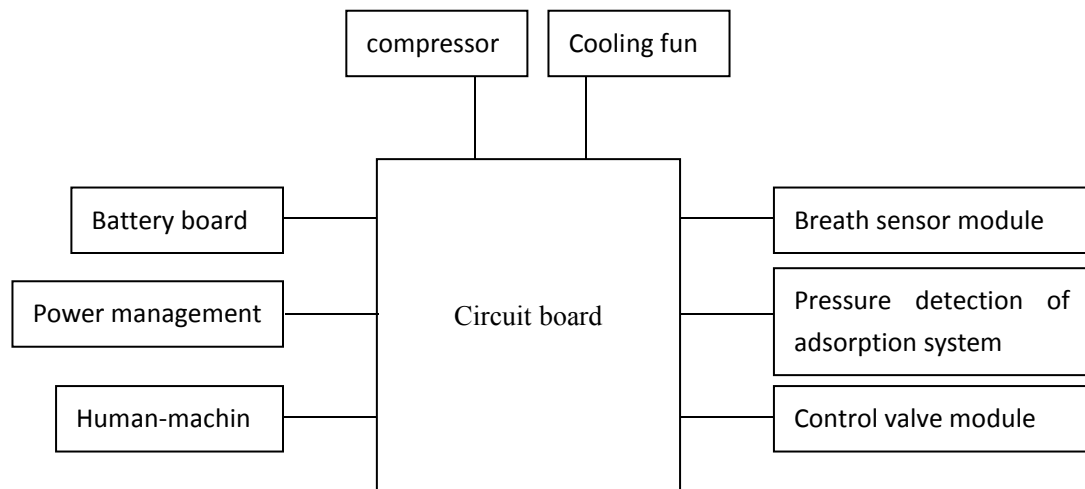 compressor
Cooling fun
Battery board
Breath sensor module
Power management
Circuit board
Pressure detection of
adsorption system
Human-machin
Control valve module